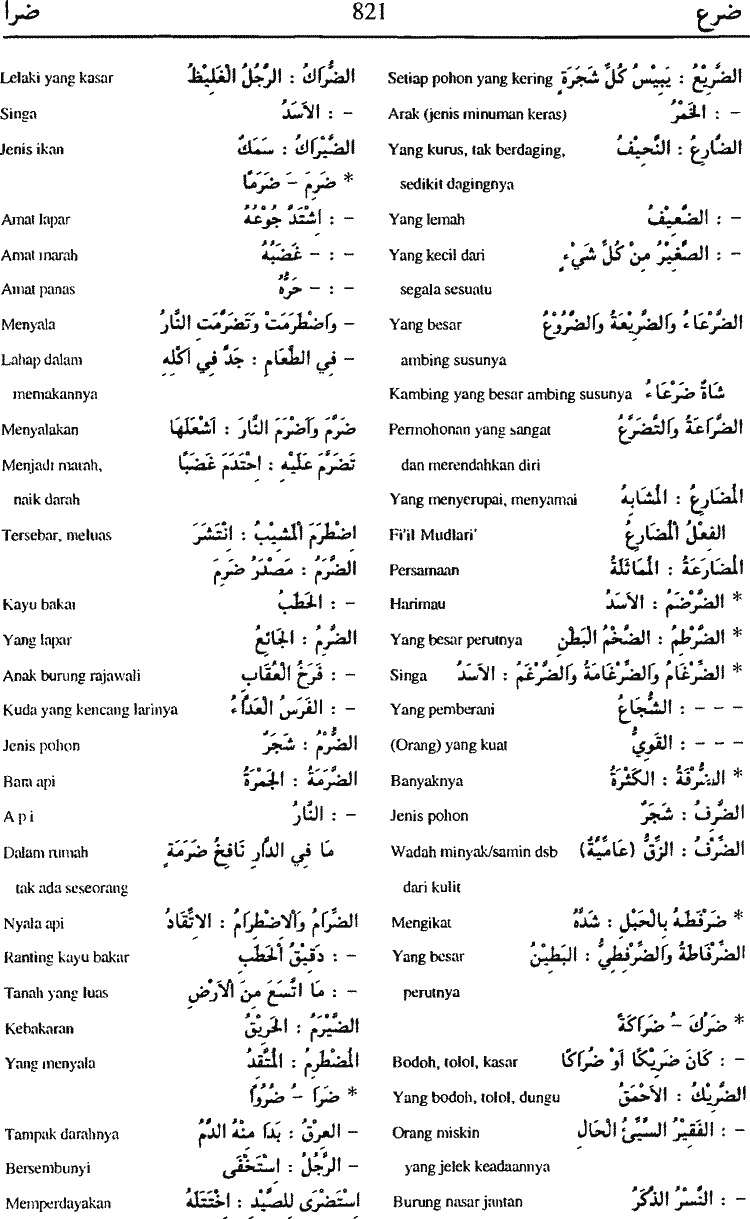 ضرع 821 ضرا
الضَّرِيْعُ : يَبِيْسُ كُلِّ شَجَرَةٍ Setiap pohon yang kering
- : الخَمْرُ Arak (jenis minuman keras)
الضَّارِعُ : النَّحِيْفُ Yang kurus, tak berdaging,
sedikit dagingnya
- : الضَّعِيْفُ Yang lemah
- : الصَّغِيْرُ مِنْ كُلِّ شَيْءٍ Yang kecil dari
segala sesuatu
الضَّرْعَاءُ وَالضَّرِيْعَةُ وَالضَّرُوْعُ Yang besar
ambing susunya
شَاةٌ ضَرْعَاءُ Kambing yang besar ambing susunya
الضَّرَاعَةُ وَالتَّضَرُّعُ Permohonan yang sangat
dan merendahkan diri
المُضَارِعُ : المُشَابِهُ Yang menyerupai, menyamai
الفِعْلُ المُضَارِعُ Fi'il Mudlari'
المُضَارَعَةُ : المُمَاثَلَةُ Persamaan
* الضَّرْضَمُ : الاَسَدُ Harimau
* الضَّرْطَمُ : الضَّخْمُ البَطْنِ Yang besar perutnya
* الضِّرْغَامُ وَالضِّرْغَامَةُ وَالضَّرْغَمُ : الاَسَدُ Singa
- - - : الشُّجَاعُ Yang pemberani
- - - : القَوِيُّ (Orang) yang kuat
* الضُّرْفَةُ : الكَثْرَةُ Banyaknya
الضَّرِفُ : شَجَرٌ Jenis pohon
الضَّرْفُ : الزِّقُّ (عَامِّيَّةٌ) Wadah minyak/samin dsb
dari kulit
* ضَرْفَطَهُ بِالْحَبْلِ : شَدَّهُ Mengikat
الضِّرْفَاطَةُ وَالضِّرْفِطِيُّ : البَطِيْنُ Yang besar
perutnya
* ضَرُكَ - ضَرَاكَةً
- : كَانَ ضَرِيْكًا اَوْ ضُرَاكًا Bodoh, tolol, kasar
الضَّرِيْكُ : الاَحْمَقُ Yang bodoh, tolol, dungu
- : الفَقِيْرُ السَّيِّئُ الْحَالِ Orang miskin
yang jelek keadaannya
- : النَّسْرُ الذَّكَرُ Burung nasar jantan
الضُّرَاكُ : الرَّجُلُ الْغَلِيْظُ Lelaki yang kasar
- : الاَسَدُ Singa
الضَّيْرَاكُ : سَمَكٌ Jenis ikan
* ضَرِمَ - ضَرَمًا
- : اشْتَدَّ جُوْعُهُ Amat lapar
- : - غَضَبُهُ Amat marah
- : - حَرُّهُ Amat panas
- وَاضْطَرَمَتْ وَتَضَرَّمَت النَّارُ Menyala
- فِي الطَّعَامِ : جَدَّ فِي اَكْلِهِ Lahap dalam
memakannya
ضَرَّمَ وَاَضْرَمَ النَّارَ : اَشْعَلَهَا Menyalakan
تَضَرَّمَ عَلَيْهِ : احْتَدَمَ غَضَبًا Menjadi marah,
naik darah
اضْطَرَمَ الْمَشِيْبُ : انْتَشَرَ Tersebar, meluas
الضَّرَمُ : مَصْدَرُ ضَرِمَ
- : الحَطَبُ Kayu bakar
الضَّرِمُ : الجَائِعُ Yang lapar
- : فَرْخُ الْعُقَابِ Anak burung rajawali
- : الفَرَسُ الْعَدَّاءُ Kuda yang kencang larinya
الضِّرْمُ : شَجَرٌ Jenis pohon
الضَّرَمَةُ : الجَمْرَةُ Bara api
- : النَّارُ Api
مَا فِي الدَّارِ نَافِخُ ضَرَمَةٍ Dalam rumah
tak ada seseorang
الضِّرَامُ وَالاضْطِرَامُ : الاتِّقَادُ Nyala api
- : دَقِيْقُ الْحَطَبِ Ranting kayu bakar
- : مَا اتَّسَعَ مِنَ الْاَرْضِ Tanah yang luas
الضَّيْرَمُ : الحَرِيْقُ Kebakaran
المُضْطَرِمُ : المُتَّقِدُ Yang menyala
* ضَرَا - ضُرُوًّا
- العِرْقُ : بَدَا مِنْهُ الدَّمُ Tampak darahnya
- الرَّجُلُ : اسْتَخْفَى Bersembunyi
اسْتَضْرَى لِلصَّيْدِ : اخْتَتَلَهُ Memperdayakan